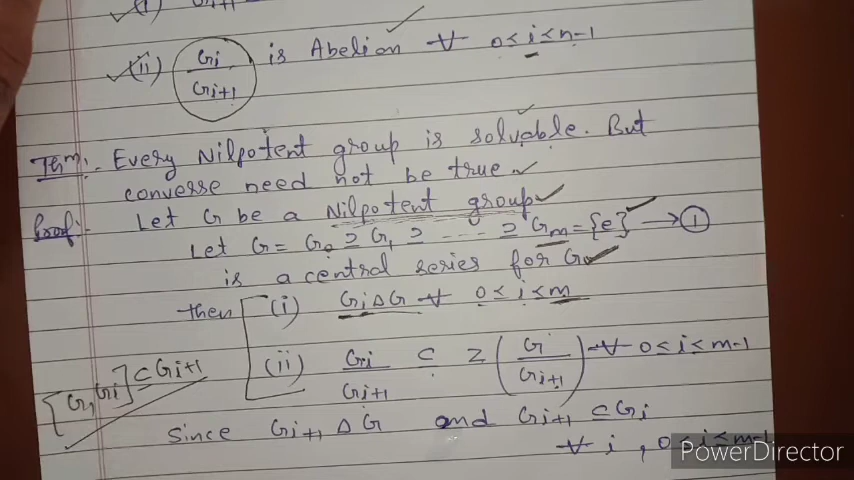 (i) Gi+1
(ii) Gi/Gi+1 is Abelian ∀ 0≤i≤n-1
Thm:- Every Nilpotent group is solvable. But
converse need not be true
Proof:- Let G be a Nilpotent group
Let G = G₀ ⊇ G₁ ⊇ ---- ⊇ Gm = {e} → ①
is a central series for G
then (i) Gi Δ G ∀ 0≤i≤m
(ii) Gi/Gi+1 ⊆ Z(G/Gi+1) ∀ 0≤i≤m-1
[G, Gi] ⊆ Gi+1
Since Gi+1 Δ G and Gi+1 ⊆ Gi
∀ i, 0≤i≤m-1
PowerDirector